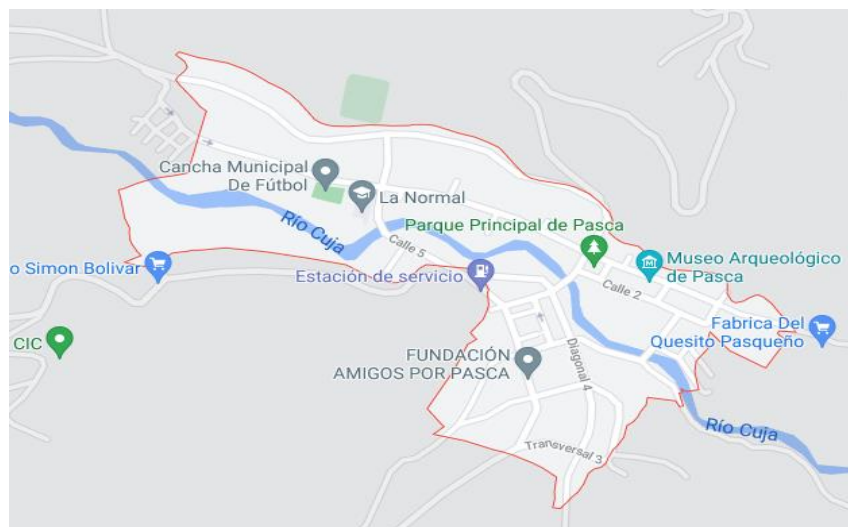 Cancha Municipal
De Fútbol
La Normal
Río Cuja
Calle 5
Parque Principal de Pasca
Museo Arqueológico
de Pasca
o Simon Bolivar
Estación de servicio
Calle 2
Fabrica Del
Quesito Pasqueño
CIC
FUNDACIÓN
AMIGOS POR PASCA
Diagonal 4
Río Cuja
Transversal 3